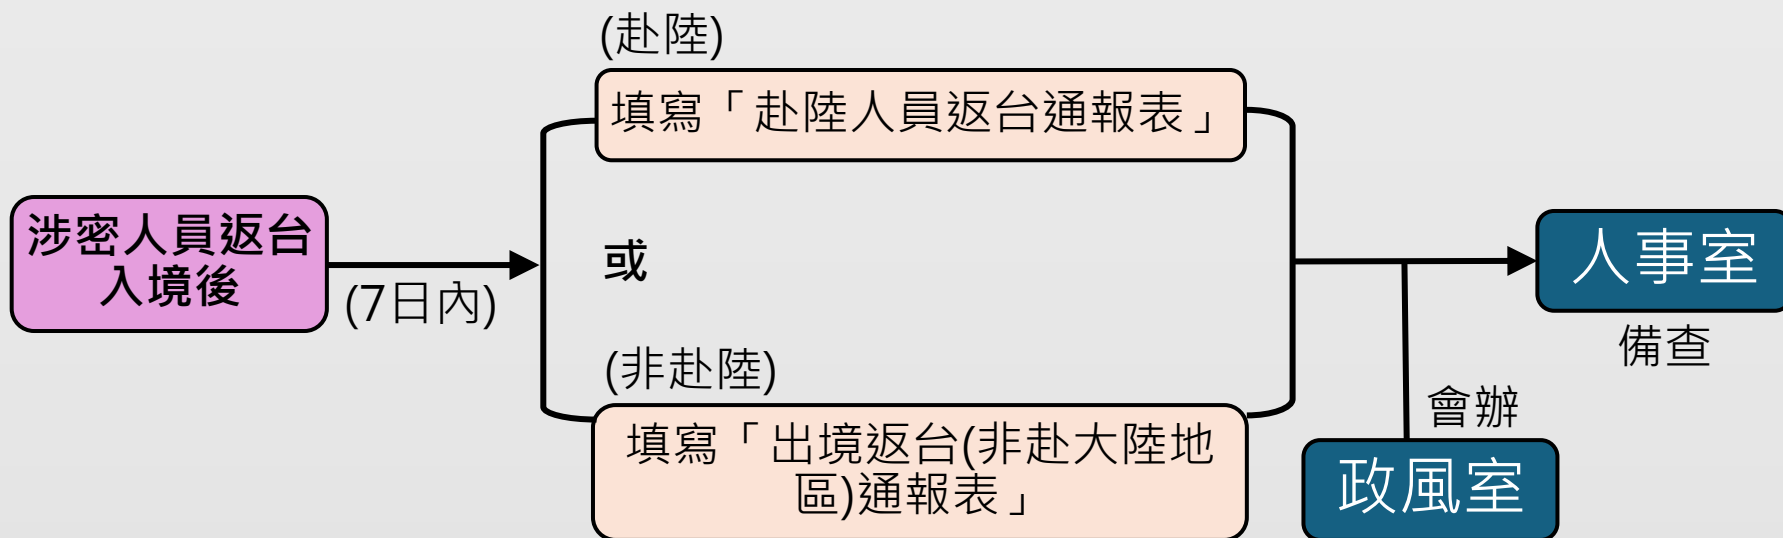 (赴陸)
填寫「赴陸人員返台通報表」
涉密人員返台
入境後
(7日內)
或
人事室
備查
(非赴陸)
填寫「出境返台(非赴大陸地
區)通報表」
會辦
政風室